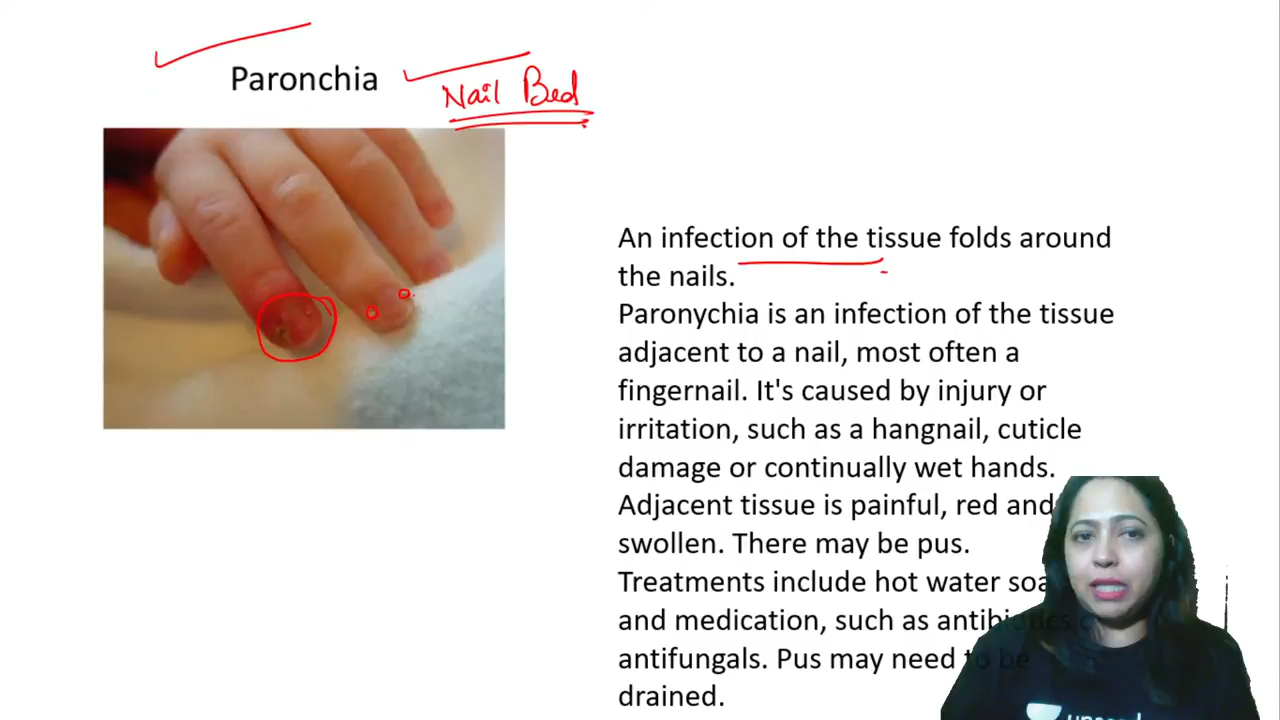 Paronchia
Nail Bed
An infection of the tissue folds around
the nails.
Paronychia is an infection of the tissue
adjacent to a nail, most often a
fingernail. It's caused by injury or
irritation, such as a hangnail, cuticle
damage or continually wet hands.
Adjacent tissue is painful, red and
swollen. There may be pus.
Treatments include hot water
and medication, such as antibiotics
antifungals. Pus may need to be
drained.